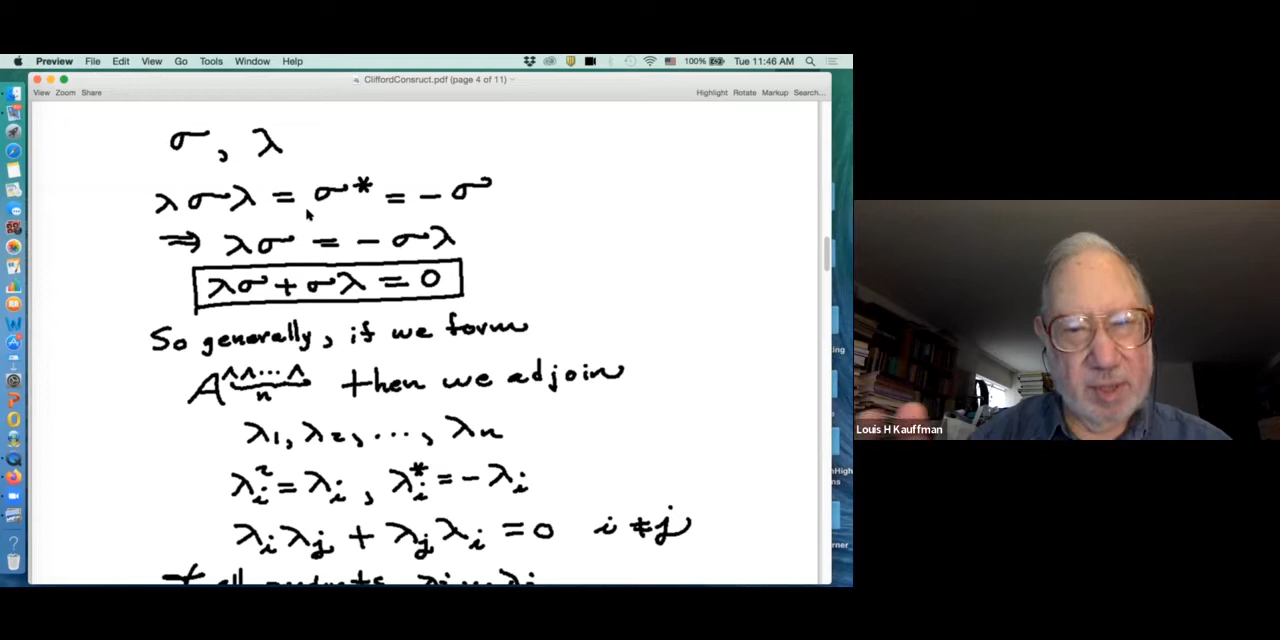 Preview File Edit View Go Tools Window Help 100% Tue 11:46 AM
CliffordConsruct.pdf (page 4 of 11)
View Zoom Share Highlight Rotate Markup Search...
σ, λ
λσλ = σ* = -σ
⇒ λσ = -σλ
λσ + σλ = 0
So generally, if we form
A^∧∧...∧ n then we adjoin
λ1, λ2, ..., λn
λi² = λi, λi* = -λi
λiλj + λjλi = 0 i ≠ j
all products
Louis H Kauffman